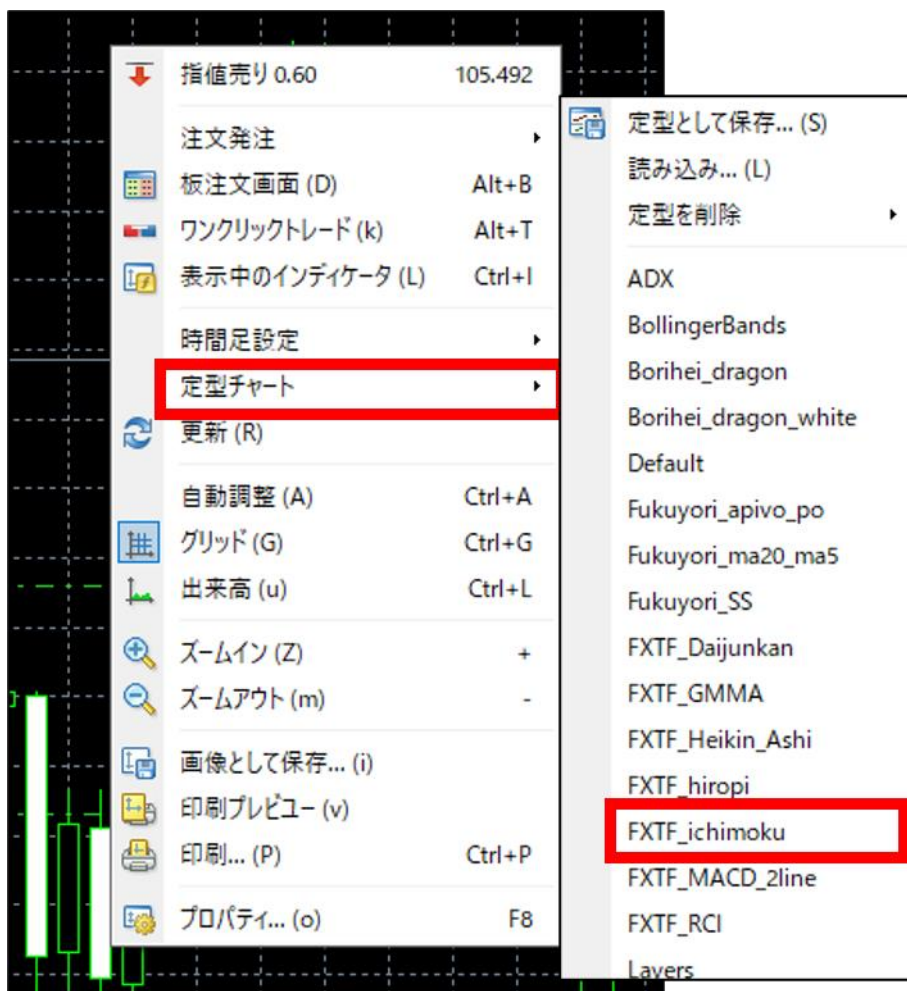 指値売り 0.60 105.492
注文発注
板注文画面 (D) Alt+B
ワンクリックトレード (k) Alt+T
表示中のインディケータ (L) Ctrl+I
時間足設定
定型チャート
更新 (R)
自動調整 (A) Ctrl+A
グリッド (G) Ctrl+G
出来高 (u) Ctrl+L
ズームイン (Z) +
ズームアウト (m) -
画像として保存... (i)
印刷プレビュー (v)
印刷... (P) Ctrl+P
プロパティ... (o) F8
定型として保存... (S)
読み込み... (L)
定型を削除
ADX
BollingerBands
Borihei_dragon
Borihei_dragon_white
Default
Fukuyori_apivo_po
Fukuyori_ma20_ma5
Fukuyori_SS
FXTF_Daijunkan
FXTF_GMMA
FXTF_Heikin_Ashi
FXTF_hiropi
FXTF_ichimoku
FXTF_MACD_2line
FXTF_RCI
Layers